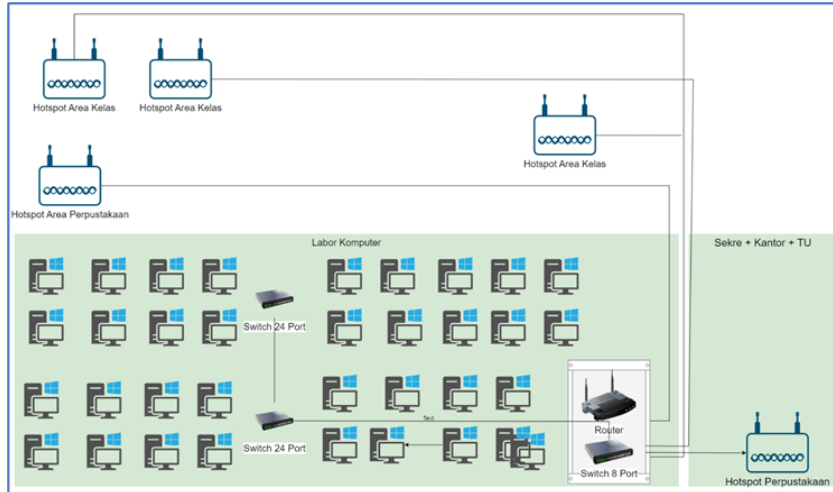 Hotspot Area Kelas
Hotspot Area Kelas
Hotspot Area Kelas
Hotspot Area Perpustakaan
Labor Komputer
Sekre + Kantor + TU
Switch 24 Port
Text
Switch 24 Port
Router
Switch 8 Port
Hotspot Perpustakaan